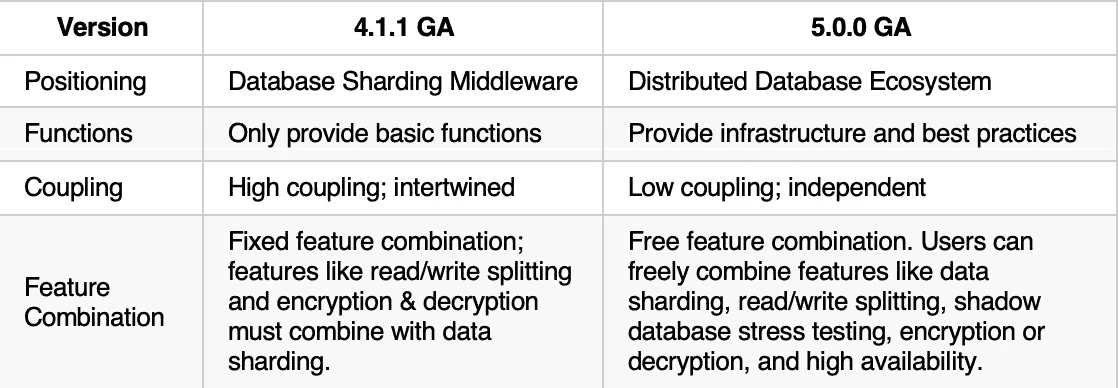 Version 4.1.1 GA 5.0.0 GA
Positioning Database Sharding Middleware Distributed Database Ecosystem
Functions Only provide basic functions Provide infrastructure and best practices
Coupling High coupling; intertwined Low coupling; independent
Feature
Combination
Fixed feature combination;
features like read/write splitting
and encryption & decryption
must combine with data
sharding.
Free feature combination. Users can
freely combine features like data
sharding, read/write splitting, shadow
database stress testing, encryption or
decryption, and high availability.